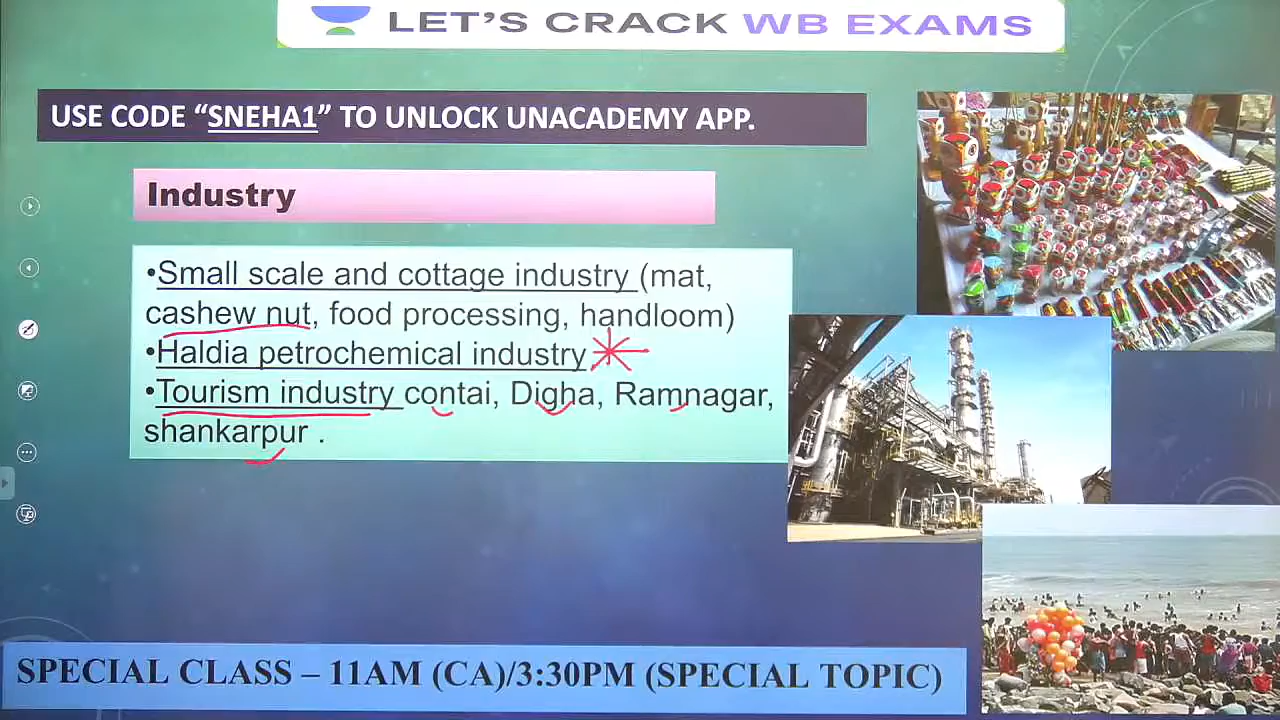 LET'S CRACK WB EXAMS
USE CODE “SNEHA1” TO UNLOCK UNACADEMY APP.
Industry
•Small scale and cottage industry (mat,
cashew nut, food processing, handloom)
•Haldia petrochemical industry
•Tourism industry contai, Digha, Ramnagar,
shankarpur .
SPECIAL CLASS – 11AM (CA)/3:30PM (SPECIAL TOPIC)